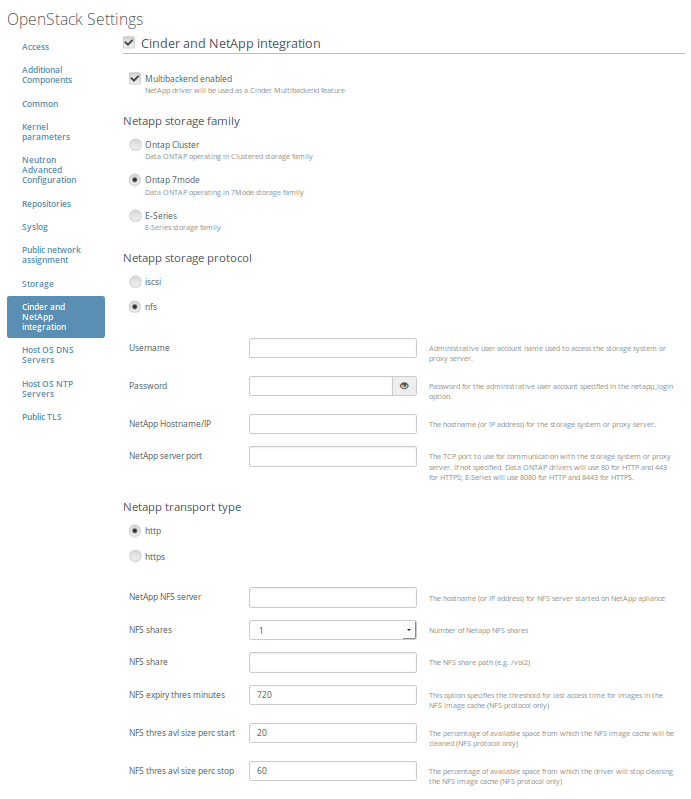 OpenStack Settings
Access
Additional
Components
Common
Kernel
parameters
Neutron
Advanced
Configuration
Repositories
Syslog
Public network
assignment
Storage
Cinder and
NetApp
integration
Host OS DNS
Servers
Host OS NTP
Servers
Public TLS
Cinder and NetApp integration
Multibackend enabled
NetApp driver will be used as a Cinder Multibackend feature
Netapp storage family
Ontap Cluster
Data ONTAP operating in Clustered storage family
Ontap 7mode
Data ONTAP operating in 7Mode storage family
E-Series
E-Series storage family
Netapp storage protocol
iscsi
nfs
Username
Administrative user account name used to access the storage system or
proxy server.
Password
Password for the administrative user account specified in the netapp_login
option.
NetApp Hostname/IP
The hostname (or IP address) for the storage system or proxy server.
NetApp server port
The TCP port to use for communication with the storage system or proxy
server. If not specified, Data ONTAP drivers will use 80 for HTTP and 443
for HTTPS; E-Series will use 8080 for HTTP and 8443 for HTTPS.
Netapp transport type
http
https
NetApp NFS server
The hostname (or IP address) for NFS server started on NetApp apliance
NFS shares
1
Number of Netapp NFS shares
NFS share
The NFS share path (e.g. /vol2)
NFS expiry thres minutes
720
This option specifies the threshold for last access time for images in the
NFS image cache (NFS protocol only)
NFS thres avl size perc start
20
The percentage of available space from which the NFS image cache will be
cleaned (NFS protocol only)
NFS thres avl size perc stop
60
The percentage of available space from which the driver will stop cleaning
the NFS image cache (NFS protocol only)